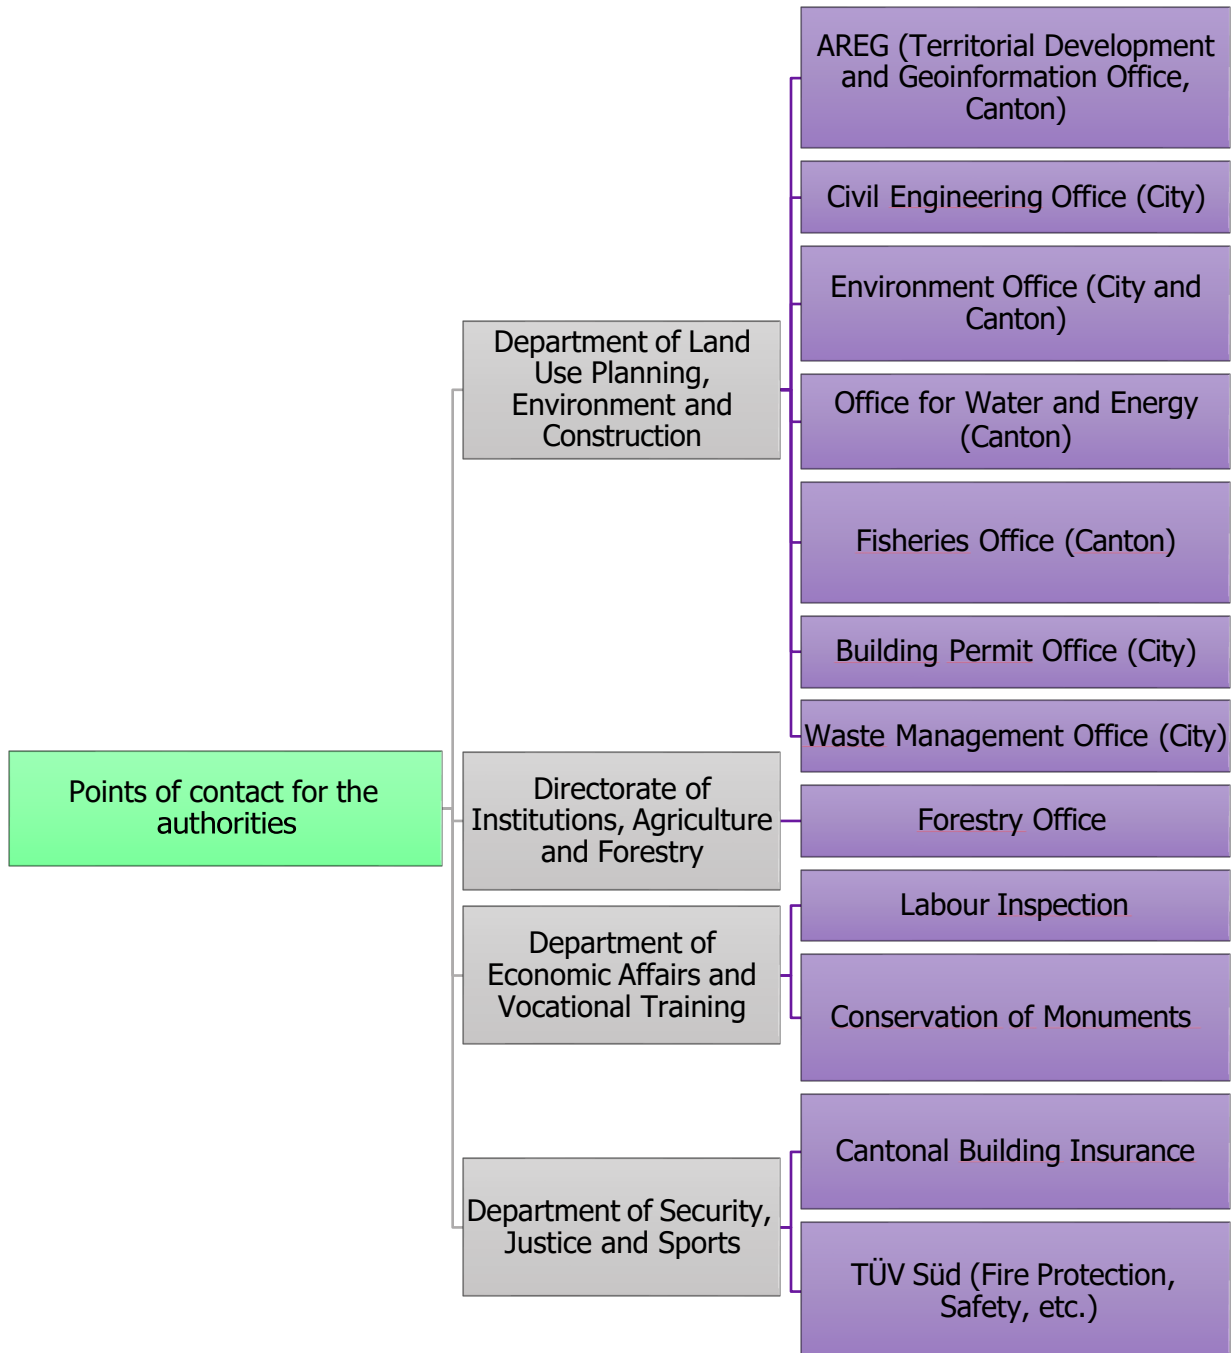 Points of contact for the
authorities
Department of Land
Use Planning,
Environment and
Construction
AREG (Territorial Development
and Geoinformation Office,
Canton)
Civil Engineering Office (City)
Environment Office (City and
Canton)
Office for Water and Energy
(Canton)
Fisheries Office (Canton)
Building Permit Office (City)
Waste Management Office (City)
Directorate of
Institutions, Agriculture
and Forestry
Forestry Office
Department of
Economic Affairs and
Vocational Training
Labour Inspection
Conservation of Monuments
Department of Security,
Justice and Sports
Cantonal Building Insurance
TÜV Süd (Fire Protection,
Safety, etc.)